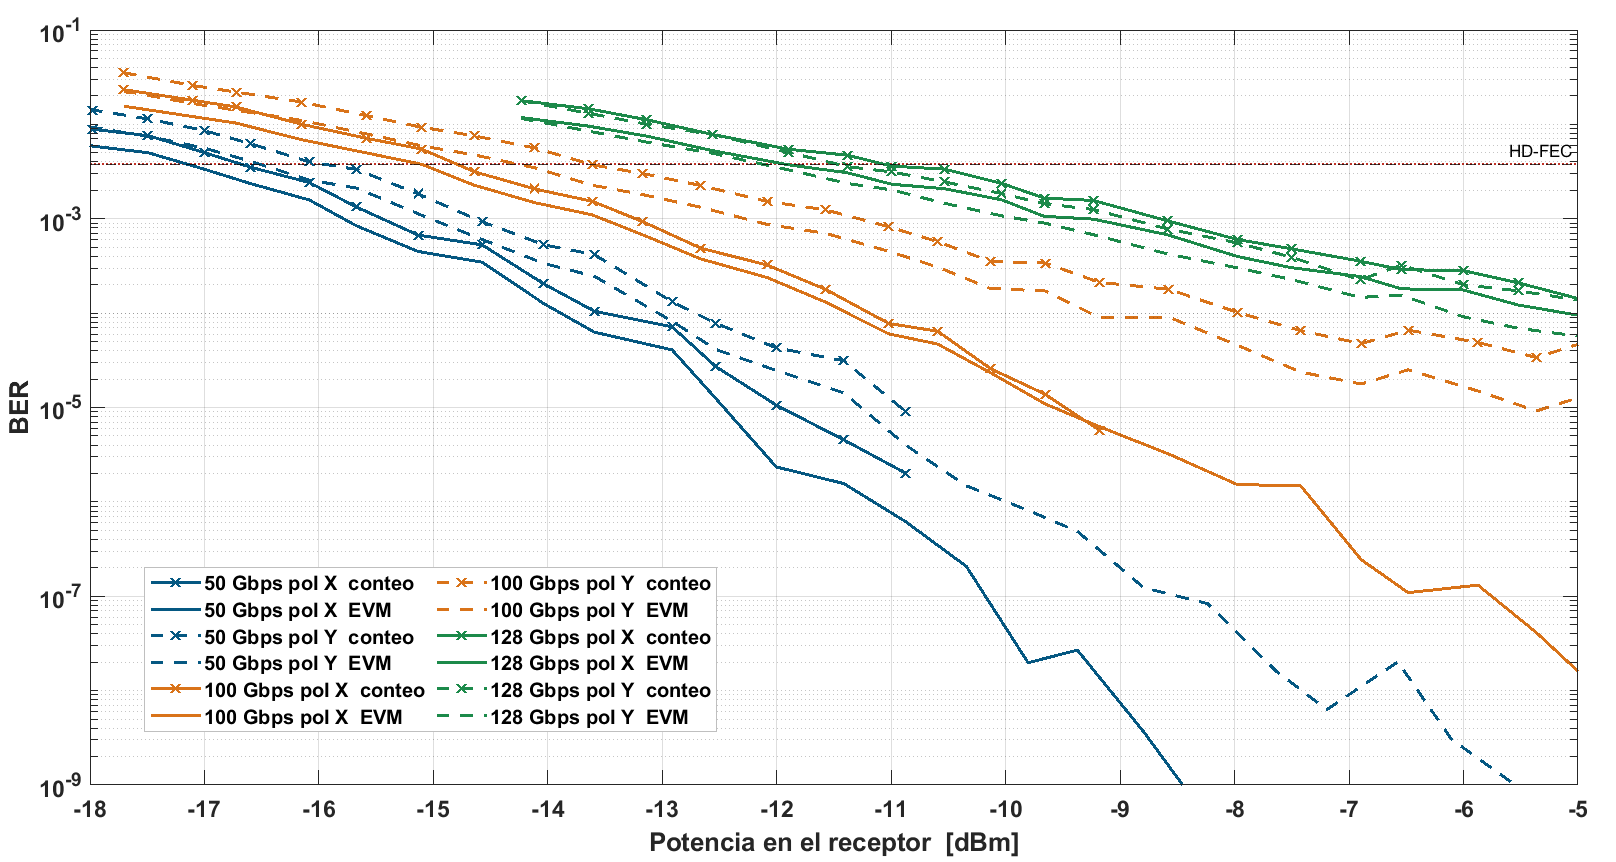 10^-1
HD-FEC
10^-3
BER
10^-5
10^-7
10^-9
50 Gbps pol X conteo
50 Gbps pol X EVM
50 Gbps pol Y conteo
50 Gbps pol Y EVM
100 Gbps pol X conteo
100 Gbps pol X EVM
100 Gbps pol Y conteo
100 Gbps pol Y EVM
128 Gbps pol X conteo
128 Gbps pol X EVM
128 Gbps pol Y conteo
128 Gbps pol Y EVM
-18 -17 -16 -15 -14 -13 -12 -11 -10 -9 -8 -7 -6 -5
Potencia en el receptor [dBm]